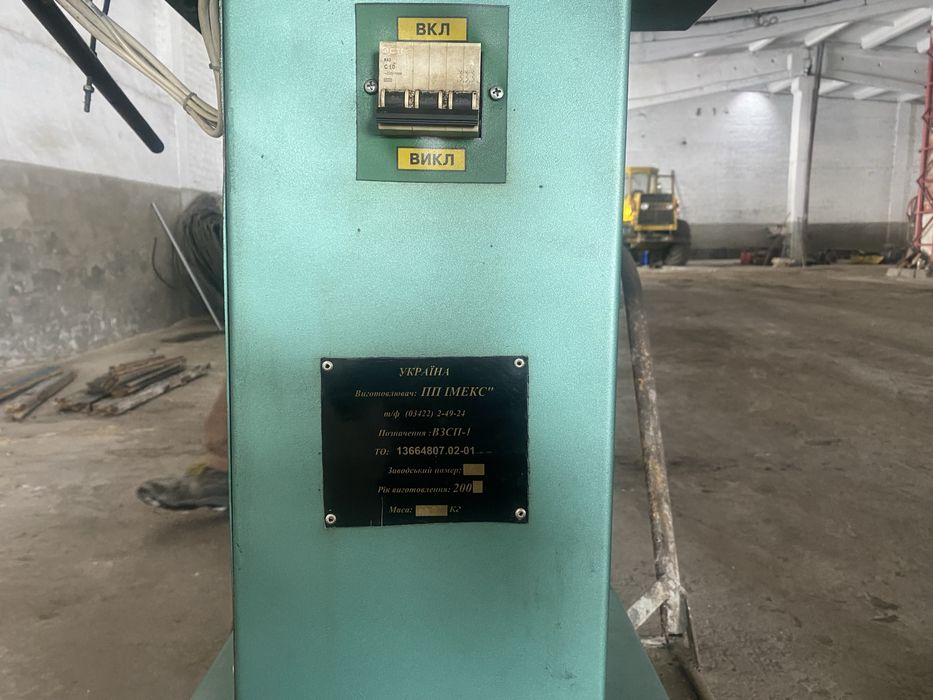 ВКЛ
ВИКЛ
УКРАЇНА
Виготовлювач: ПП ІМЕКС"
т/ф (03422) 2-49-24
Позначення : ВЗСП-1
ТО: 13664807.02-01
Заводський номер:
Рік виготовлення: 200
Маса: Кг